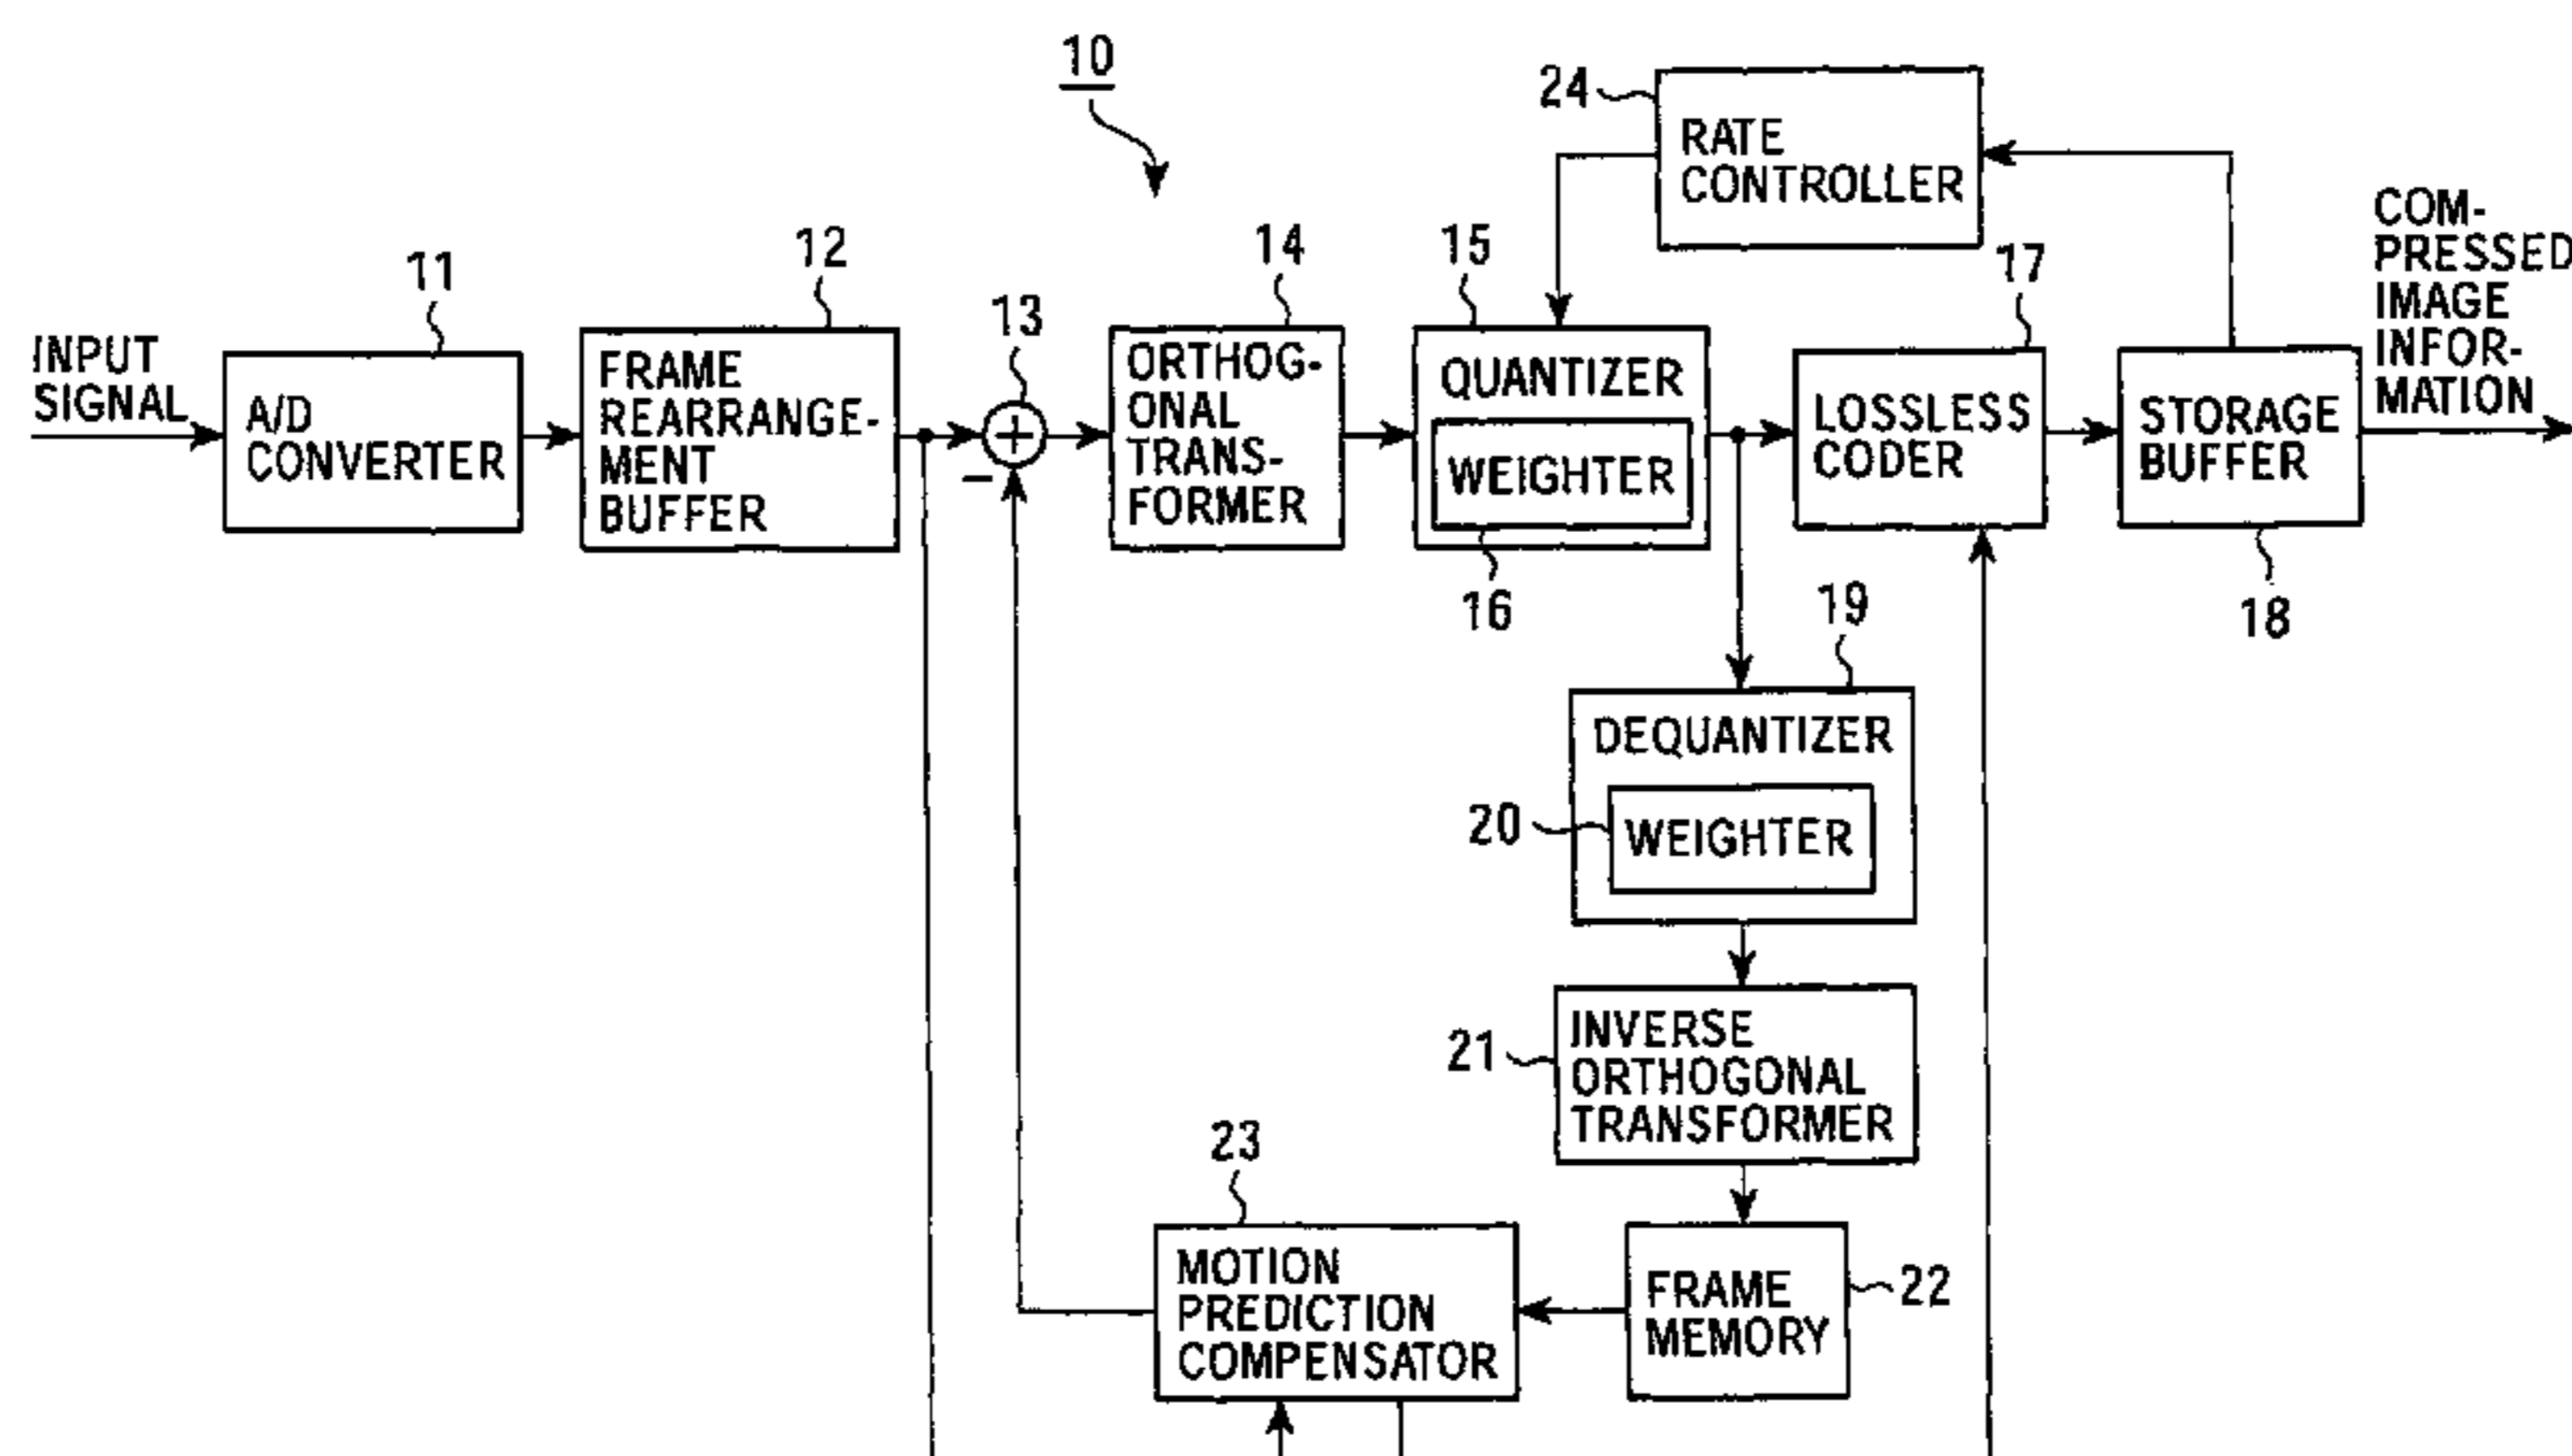 10
24
RATE
CONTROLLER
COM-
PRESSED
IMAGE
INFOR-
MATION
11
12
13
14
15
17
INPUT
SIGNAL
A/D
CONVERTER
FRAME
REARRANGE-
MENT
BUFFER
+
−
ORTHOG-
ONAL
TRANS-
FORMER
QUANTIZER
WEIGHTER
LOSSLESS
CODER
STORAGE
BUFFER
16
18
19
DEQUANTIZER
20
WEIGHTER
21
INVERSE
ORTHOGONAL
TRANSFORMER
23
MOTION
PREDICTION
COMPENSATOR
FRAME
MEMORY
22